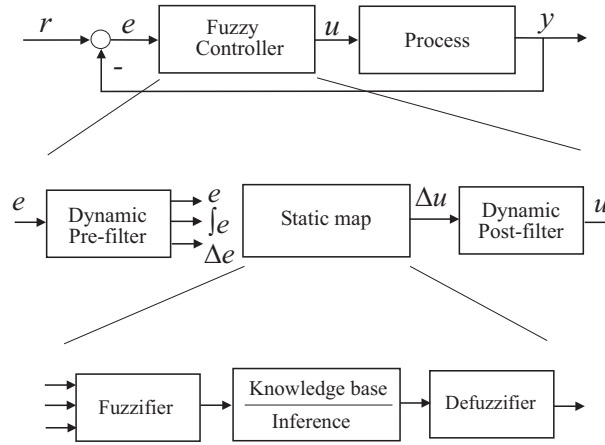 r e Fuzzy Controller u Process y
-
e Dynamic Pre-filter e ∫e Δe Static map Δu Dynamic Post-filter u
Fuzzifier Knowledge base Inference Defuzzifier